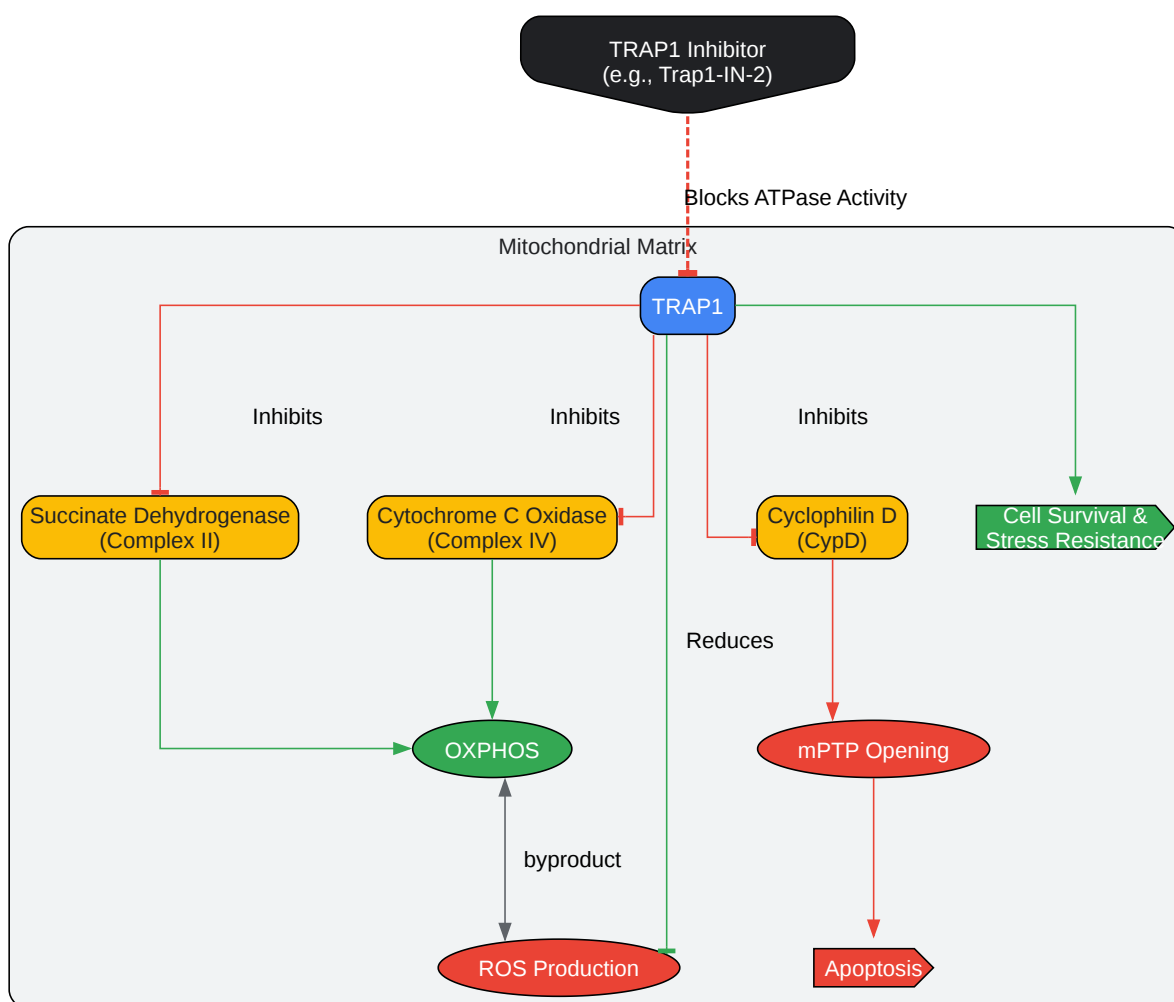 TRAP1 Inhibitor
(e.g., Trap1-IN-2)
Blocks ATPase Activity
Mitochondrial Matrix
TRAP1
Inhibits
Inhibits
Inhibits
Succinate Dehydrogenase
(Complex II)
Cytochrome C Oxidase
(Complex IV)
Cyclophilin D
(CypD)
Cell Survival &
Stress Resistance
Reduces
OXPHOS
mPTP Opening
byproduct
ROS Production
Apoptosis